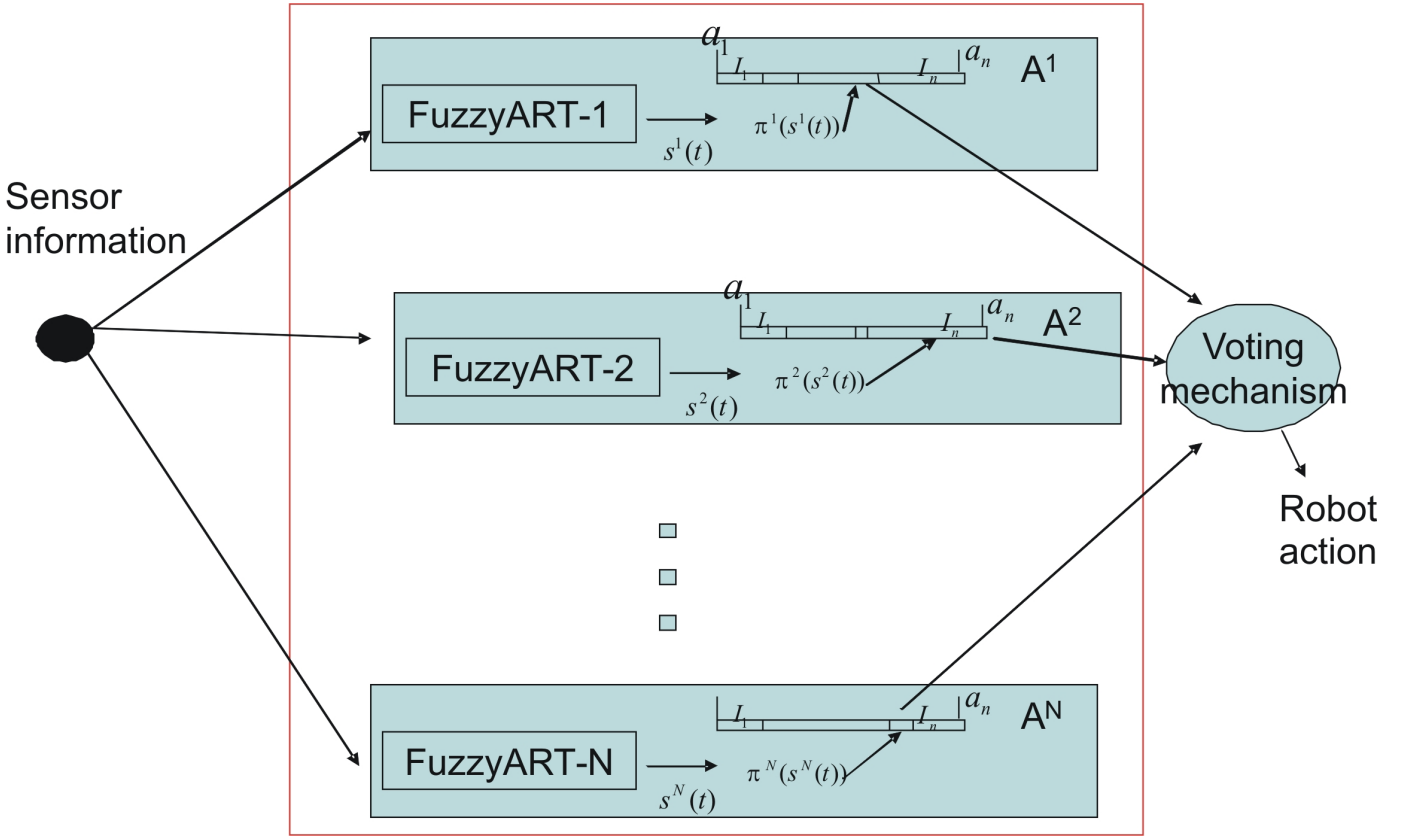 Sensor
information
a₁
I₁
Iₙ
aₙ
A¹
FuzzyART-1
s¹(t)
π¹(s¹(t))
a₁
I₁
Iₙ
aₙ
A²
FuzzyART-2
s²(t)
π²(s²(t))
Voting
mechanism
Robot
action
I₁
Iₙ
aₙ
Aᴺ
FuzzyART-N
sᴺ(t)
πᴺ(sᴺ(t))